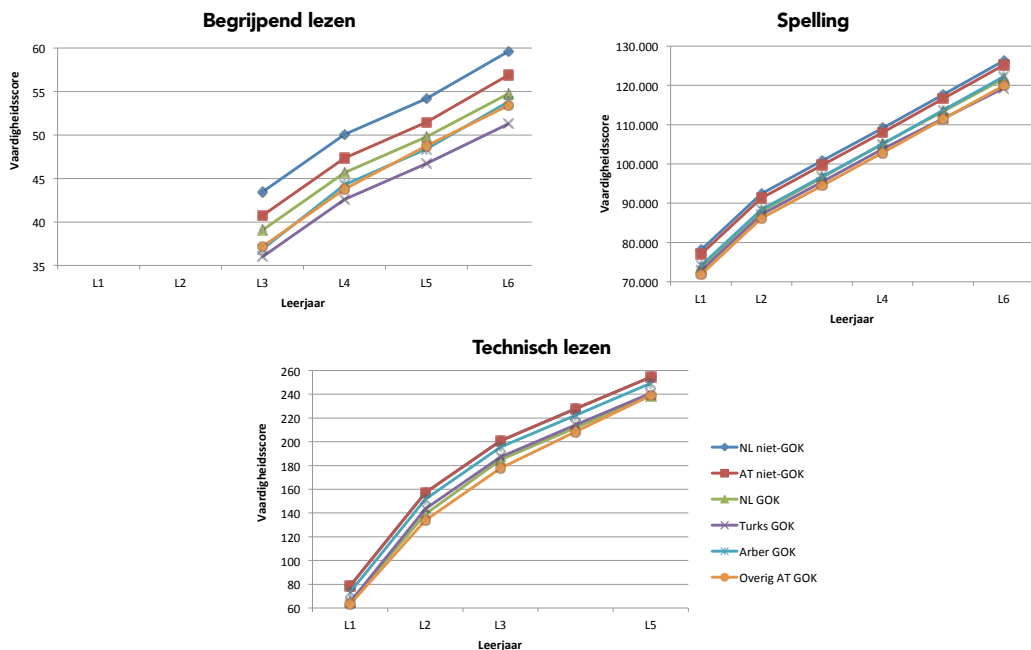 Begrijpend lezen
Vaardigheidsscore
60
55
50
45
40
35
L1 L2 L3 L4 L5 L6
Leerjaar
Spelling
Vaardigheidsscore
130.000
120.000
110.000
100.000
90.000
80.000
70.000
L1 L2 L4 L6
Leerjaar
Technisch lezen
Vaardigheidsscore
260
240
220
200
180
160
140
120
100
80
60
L1 L2 L3 L5
Leerjaar
NL niet-GOK
AT niet-GOK
NL GOK
Turks GOK
Arber GOK
Overig AT GOK